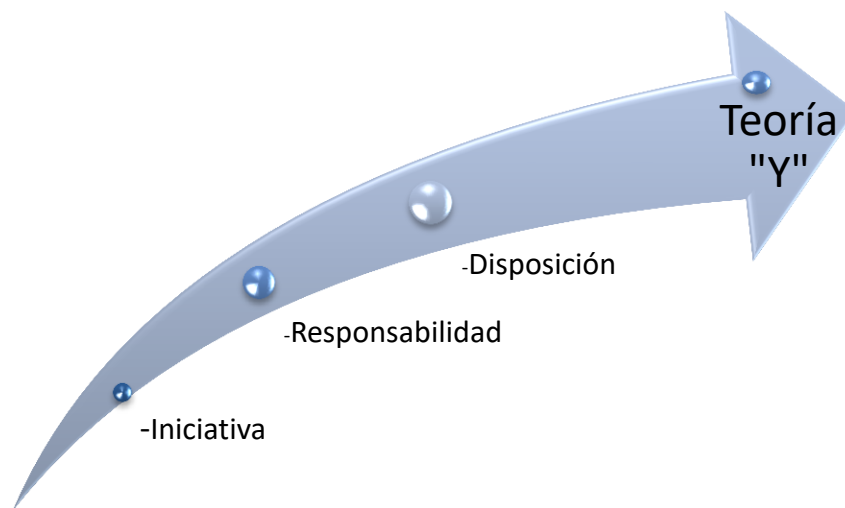 Teoría
"Y"
-Disposición
-Responsabilidad
-Iniciativa